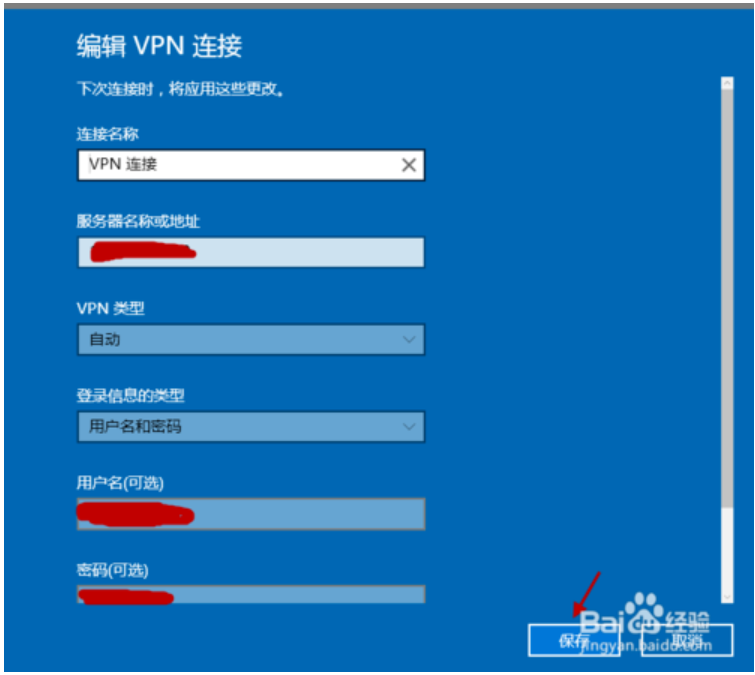 编辑 VPN 连接
下次连接时，将应用这些更改。
连接名称
VPN 连接
服务器名称或地址
VPN 类型
自动
登录信息的类型
用户名和密码
用户名(可选)
密码(可选)
Bai 经验
保存
取消
jingyan.baidu.com